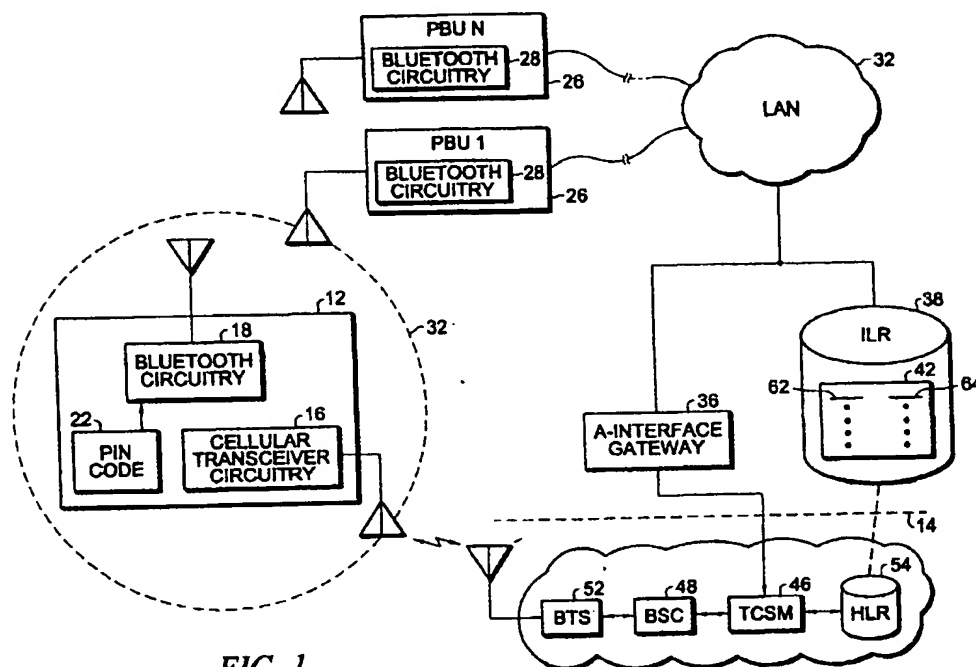 PBU N
BLUETOOTH
CIRCUITRY
28
26
32
LAN
PBU 1
BLUETOOTH
CIRCUITRY
28
26
12
18
32
BLUETOOTH
CIRCUITRY
22
16
PIN
CODE
CELLULAR
TRANSCEIVER
CIRCUITRY
38
ILR
42
62
64
36
A-INTERFACE
GATEWAY
14
52
48
46
54
BTS
BSC
TCSM
HLR
FIG. 1